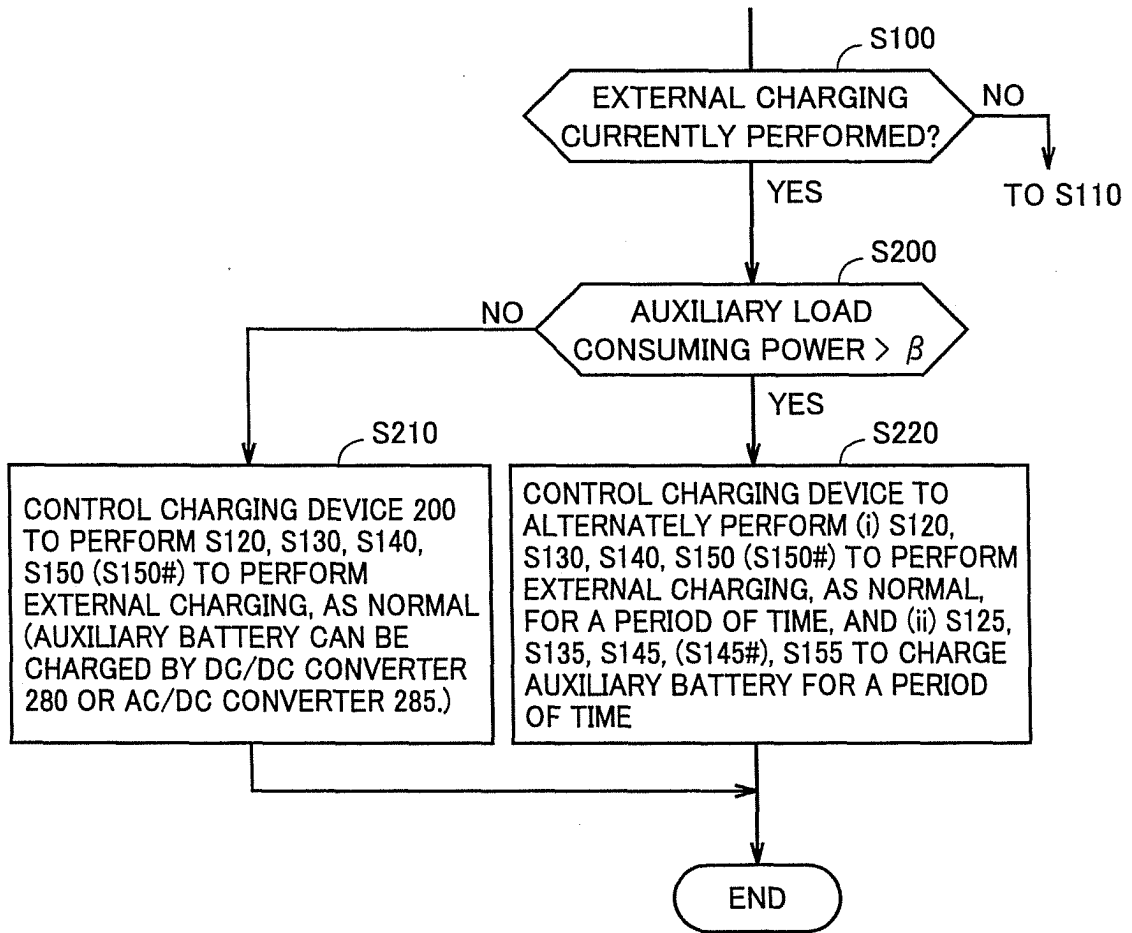 S100
EXTERNAL CHARGING
CURRENTLY PERFORMED?
NO
TO S110
YES
S200
AUXILIARY LOAD
CONSUMING POWER > β
NO
YES
S210
CONTROL CHARGING DEVICE 200
TO PERFORM S120, S130, S140,
S150 (S150#) TO PERFORM
EXTERNAL CHARGING, AS NORMAL
(AUXILIARY BATTERY CAN BE
CHARGED BY DC/DC CONVERTER
280 OR AC/DC CONVERTER 285.)
S220
CONTROL CHARGING DEVICE TO
ALTERNATELY PERFORM (i) S120,
S130, S140, S150 (S150#) TO PERFORM
EXTERNAL CHARGING, AS NORMAL,
FOR A PERIOD OF TIME, AND (ii) S125,
S135, S145, (S145#), S155 TO CHARGE
AUXILIARY BATTERY FOR A PERIOD
OF TIME
END